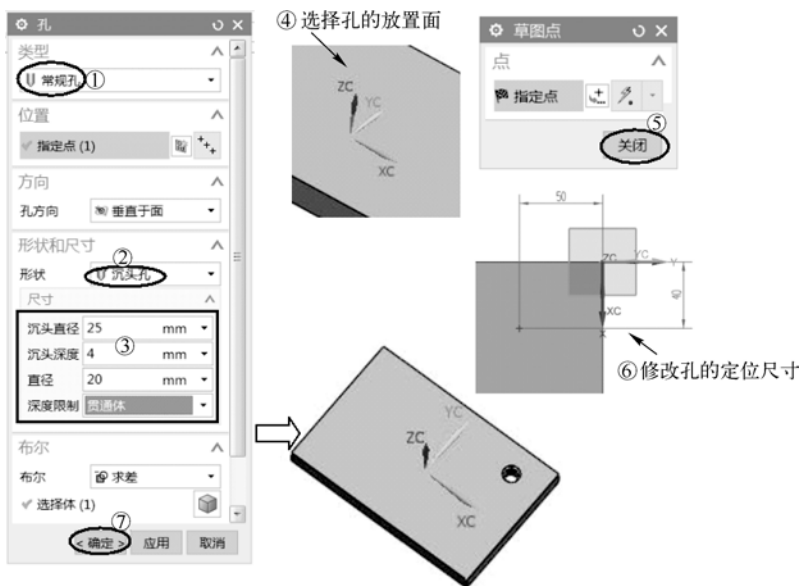 孔
类型
常规孔 ①
位置
指定点 (1)
方向
孔方向 垂直于面
形状和尺寸
②
形状 沉头孔
尺寸
沉头直径 25 mm
③
沉头深度 4 mm
直径 20 mm
深度限制 贯通体
布尔
布尔 求差
选择体 (1)
⑦
< 确定 > 应用 取消
④ 选择孔的放置面
ZC
YC
XC
草图点
点
指定点
⑤
关闭
50
ZC
YC
Y
40
XC
X
⑥ 修改孔的定位尺寸
YC
ZC
XC